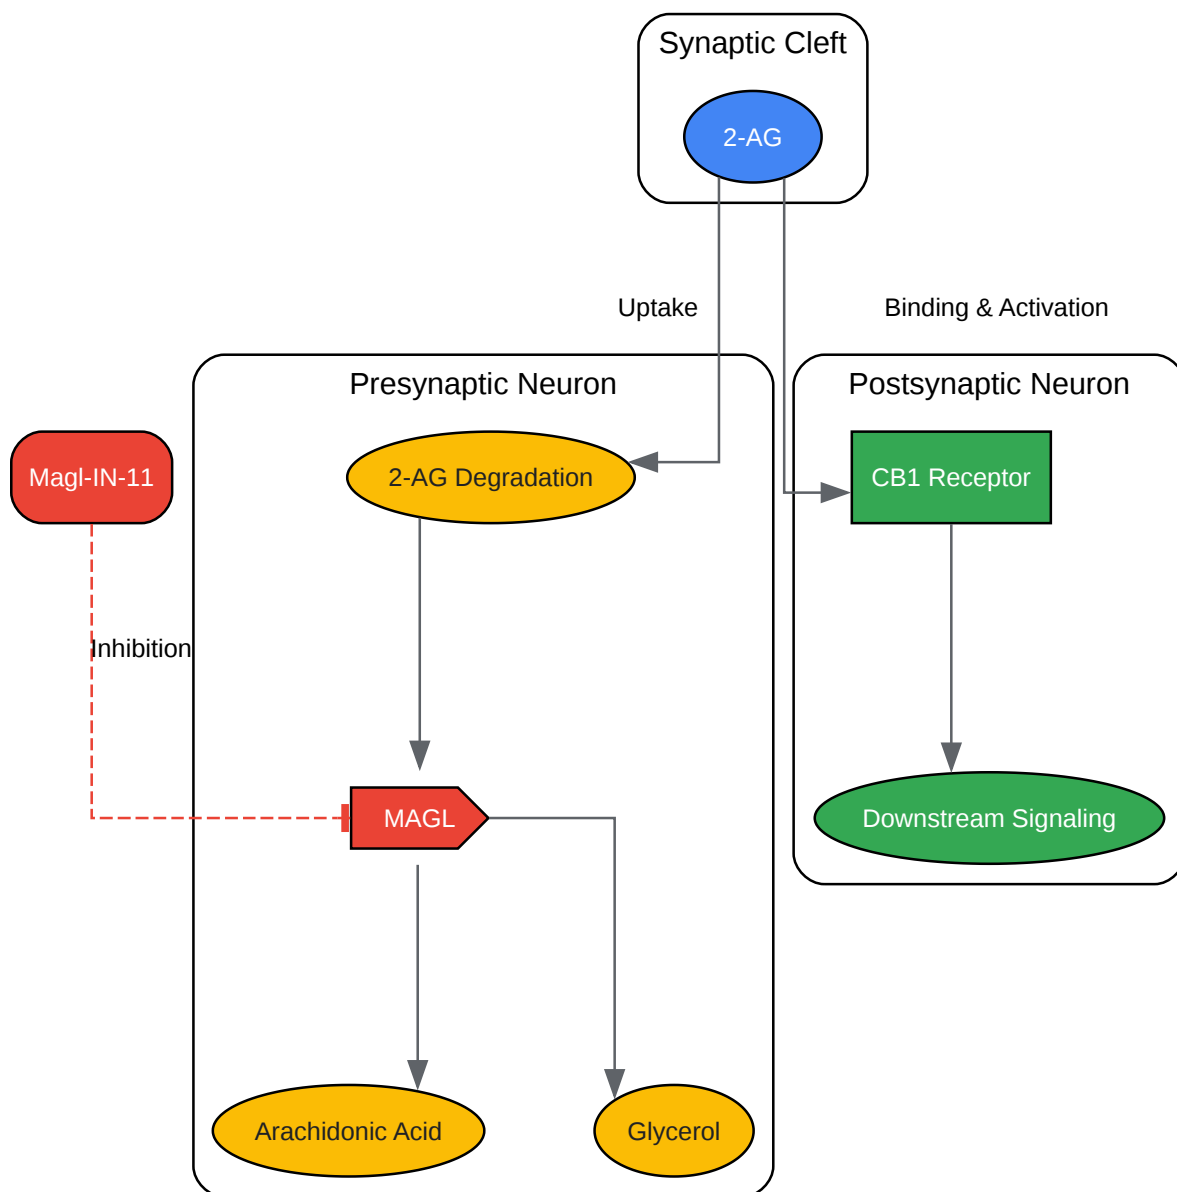 Synaptic Cleft
2-AG
Uptake
Binding & Activation
Presynaptic Neuron
Postsynaptic Neuron
Magl-IN-11
2-AG Degradation
CB1 Receptor
Inhibition
MAGL
Downstream Signaling
Arachidonic Acid
Glycerol